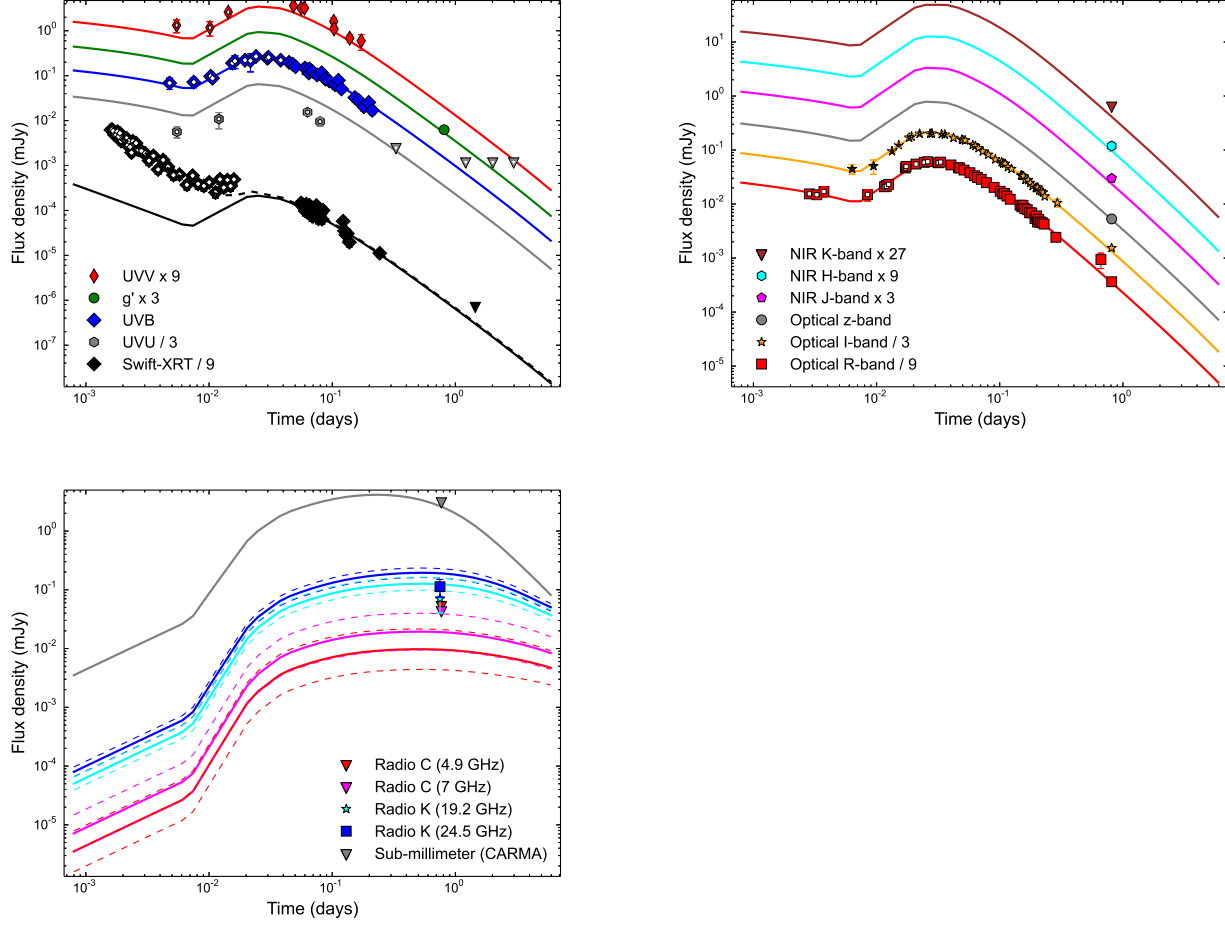 Flux density (mJy)
10⁰
10⁻¹
10⁻²
10⁻³
10⁻⁴
10⁻⁵
10⁻⁶
10⁻⁷
UVV x 9
g' x 3
UVB
UVU / 3
Swift-XRT / 9
10⁻³ 10⁻² 10⁻¹ 10⁰
Time (days)
Flux density (mJy)
10¹
10⁰
10⁻¹
10⁻²
10⁻³
10⁻⁴
10⁻⁵
NIR K-band x 27
NIR H-band x 9
NIR J-band x 3
Optical z-band
Optical I-band / 3
Optical R-band / 9
10⁻³ 10⁻² 10⁻¹ 10⁰
Time (days)
Flux density (mJy)
10⁰
10⁻¹
10⁻²
10⁻³
10⁻⁴
10⁻⁵
Radio C (4.9 GHz)
Radio C (7 GHz)
Radio K (19.2 GHz)
Radio K (24.5 GHz)
Sub-millimeter (CARMA)
10⁻³ 10⁻² 10⁻¹ 10⁰
Time (days)